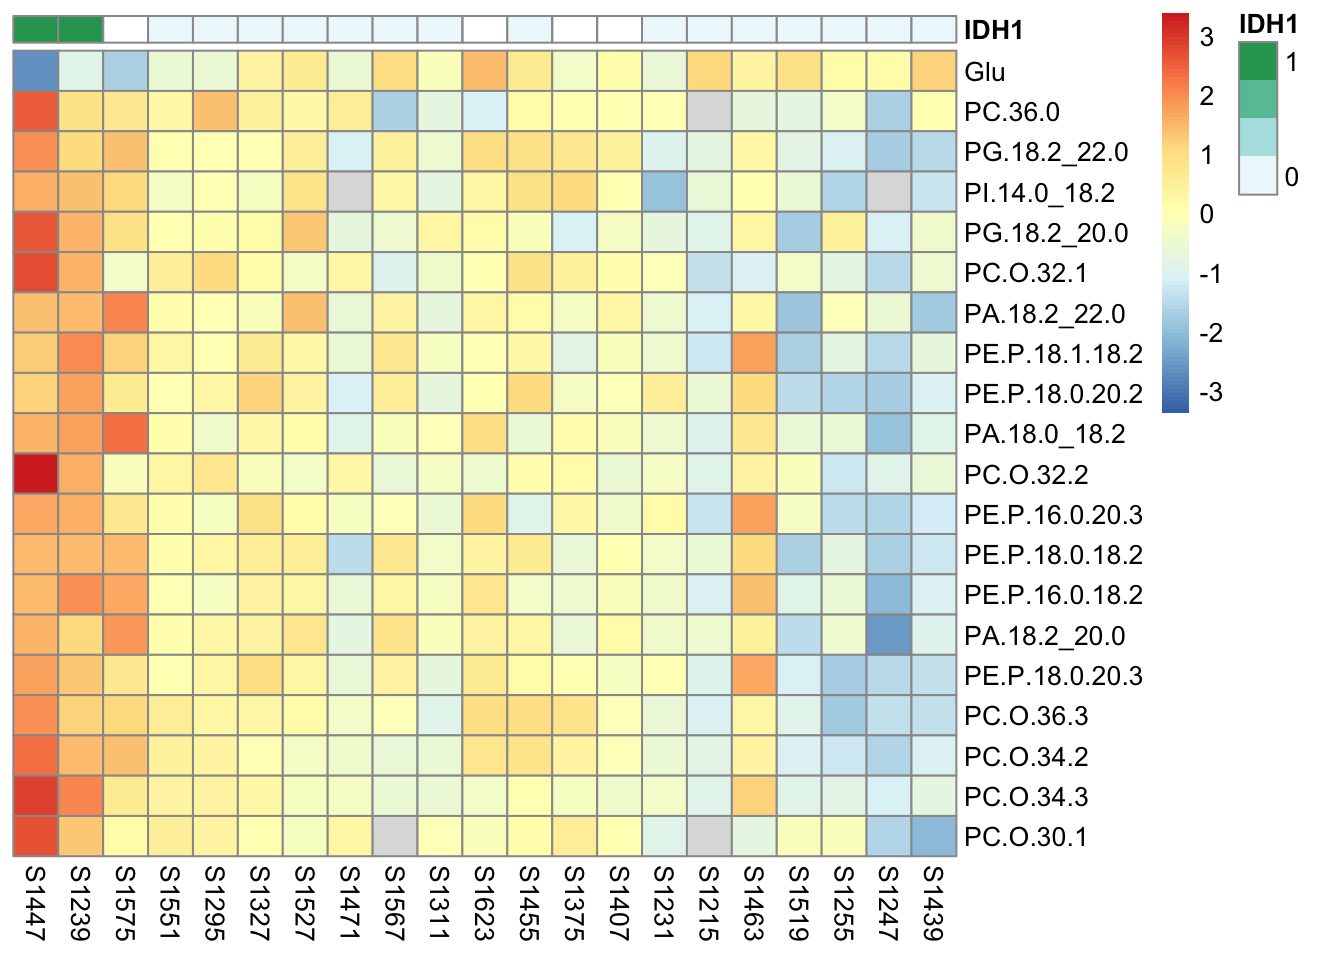 IDH1
Glu
PC.36.0
PG.18.2_22.0
PI.14.0_18.2
PG.18.2_20.0
PC.O.32.1
PA.18.2_22.0
PE.P.18.1.18.2
PE.P.18.0.20.2
PA.18.0_18.2
PC.O.32.2
PE.P.16.0.20.3
PE.P.18.0.18.2
PE.P.16.0.18.2
PA.18.2_20.0
PE.P.18.0.20.3
PC.O.36.3
PC.O.34.2
PC.O.34.3
PC.O.30.1
S1447
S1239
S1575
S1551
S1295
S1327
S1527
S1471
S1567
S1311
S1623
S1455
S1375
S1407
S1231
S1215
S1463
S1519
S1255
S1247
S1439
3
2
1
0
-1
-2
-3
IDH1
1
0